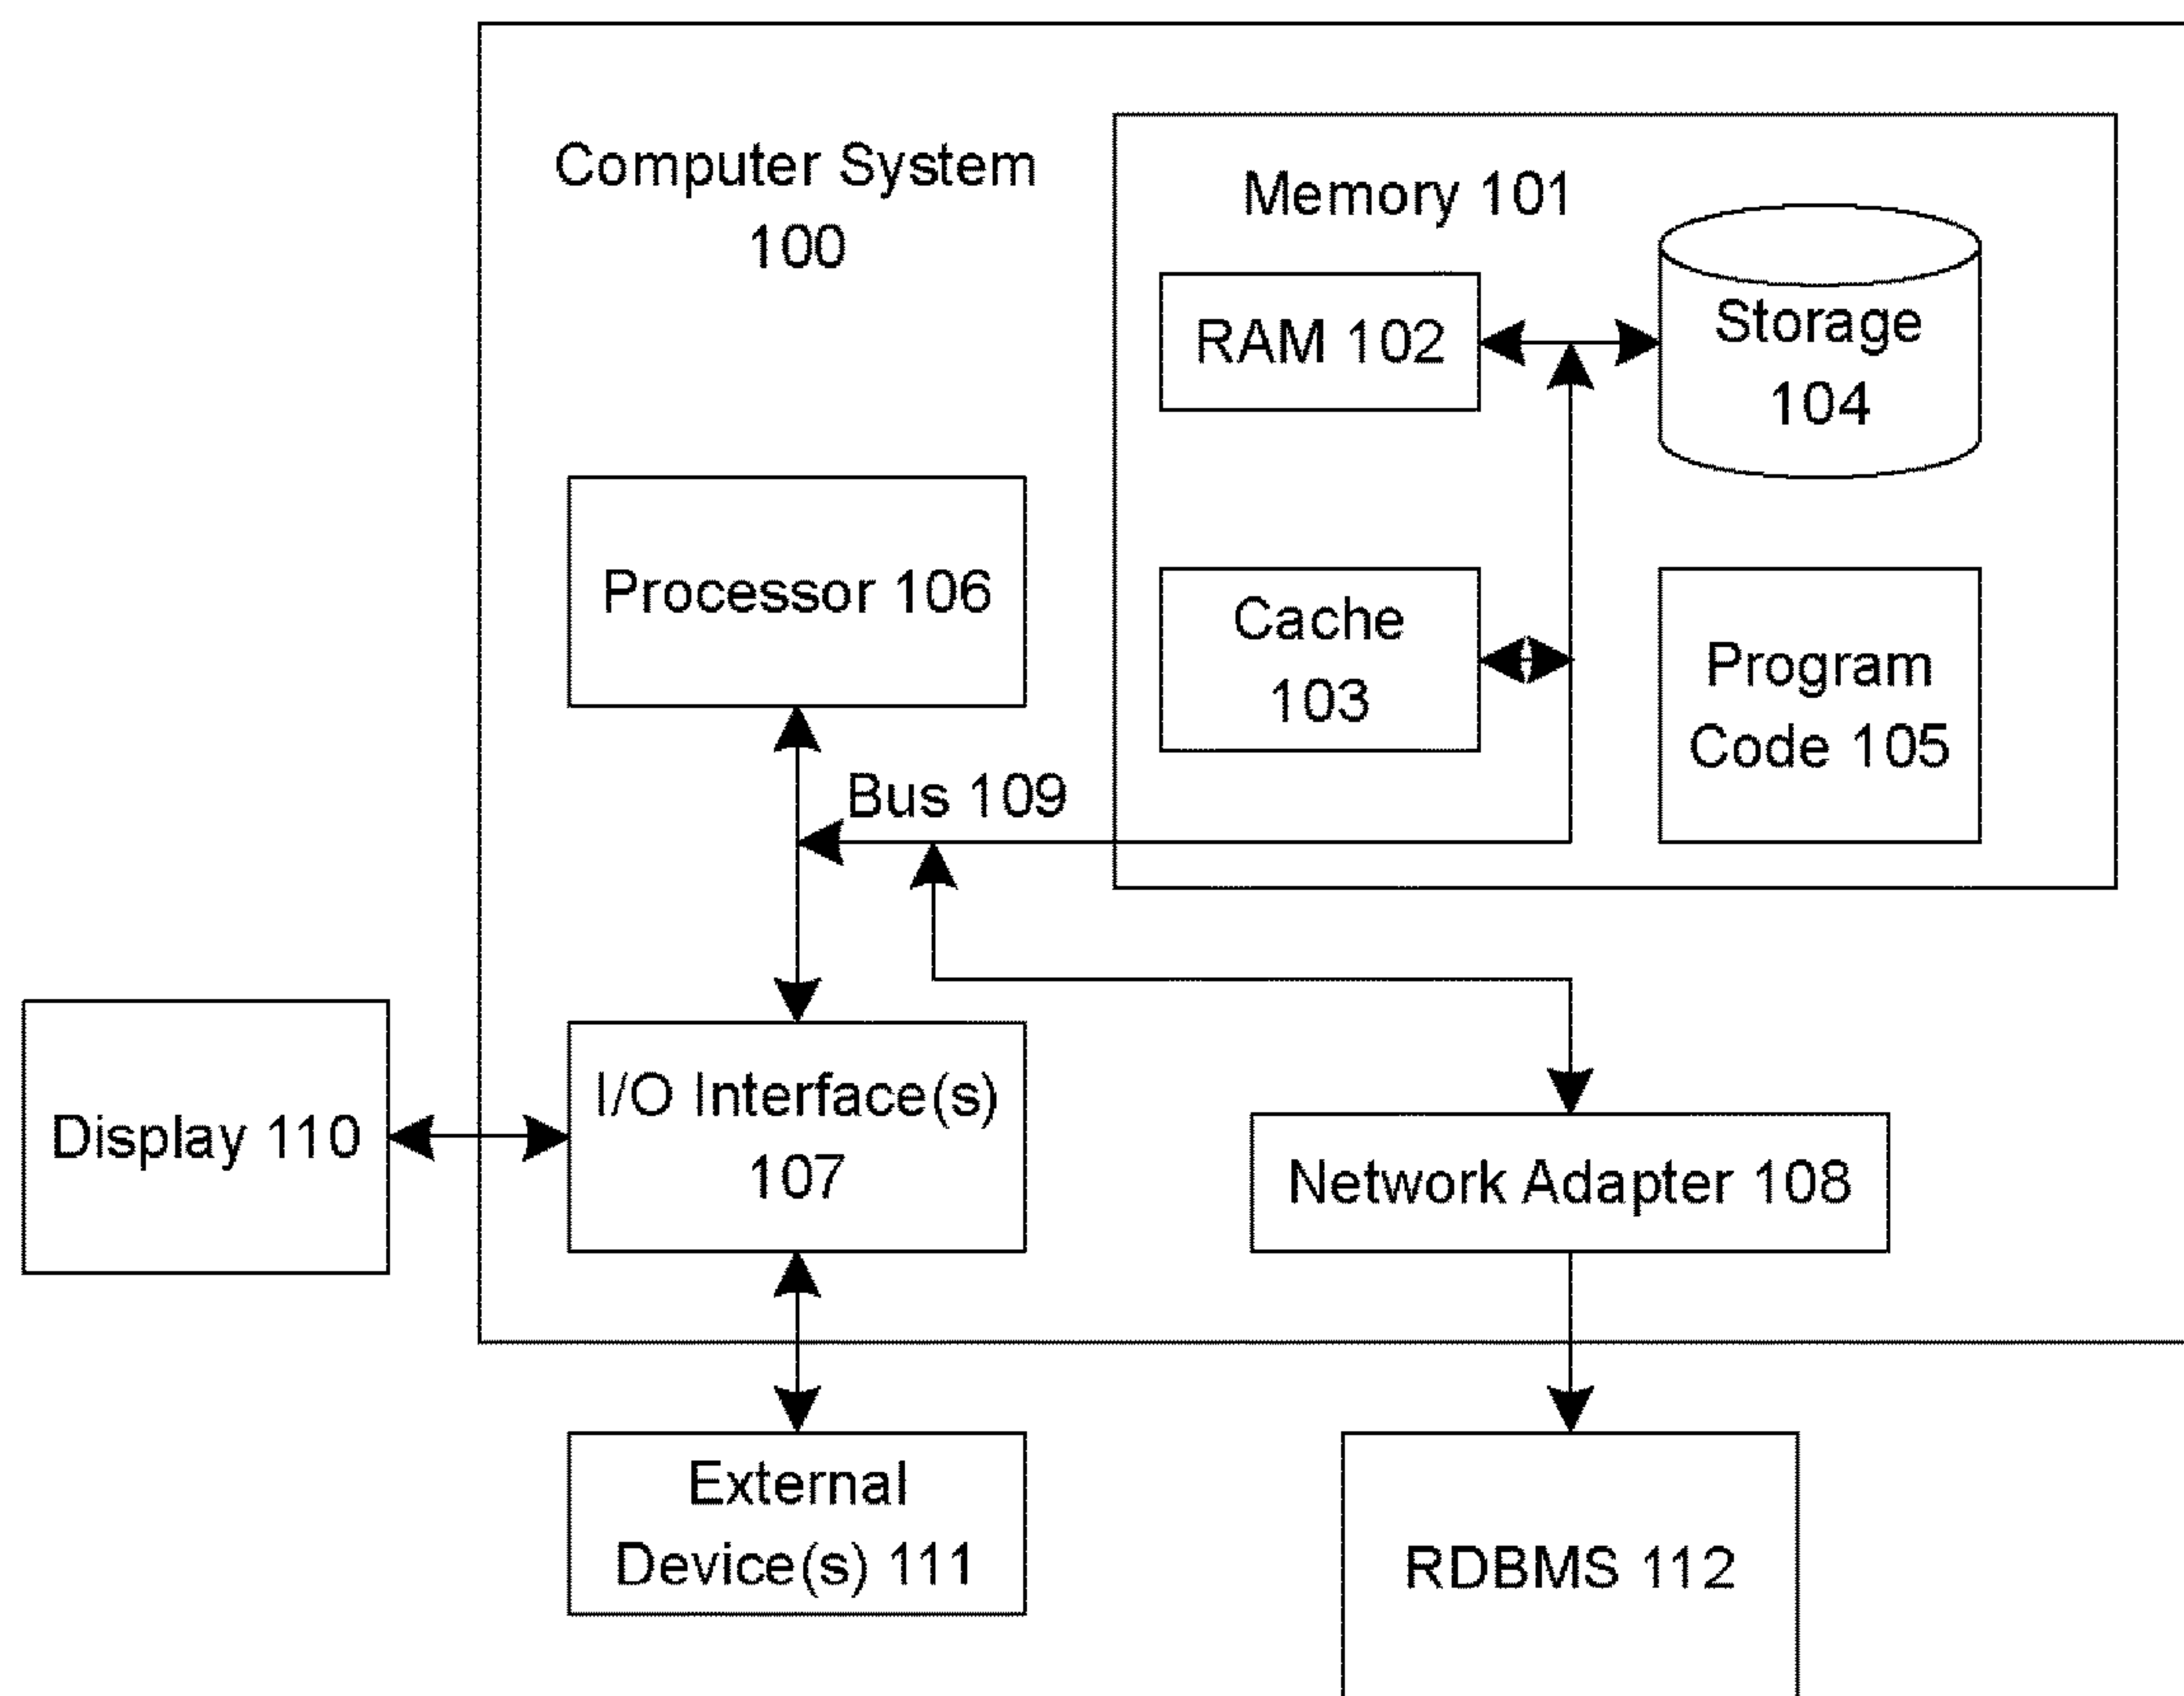 Computer System
100
Memory 101
RAM 102
Storage
104
Processor 106
Cache
103
Program
Code 105
Bus 109
Display 110
I/O Interface(s)
107
Network Adapter 108
External
Device(s) 111
RDBMS 112